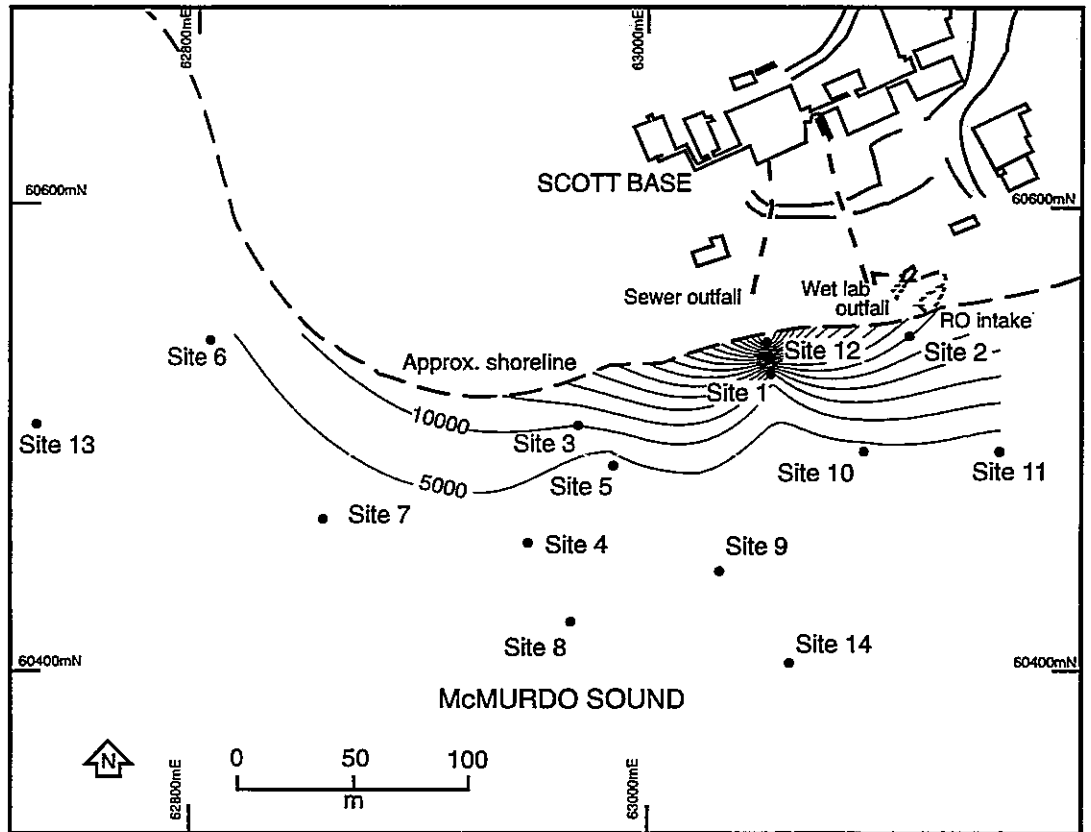 62800mE
63000mE
SCOTT BASE
60600mN
60600mN
Sewer outfall
Wet lab
outfall
RO intake
Site 6
Approx. shoreline
Site 12
Site 2
Site 1
10000
Site 3
Site 13
5000
Site 5
Site 10
Site 11
Site 7
Site 4
Site 9
Site 8
Site 14
60400mN
60400mN
McMURDO SOUND
N
0 50 100
m
62800mE
63000mE